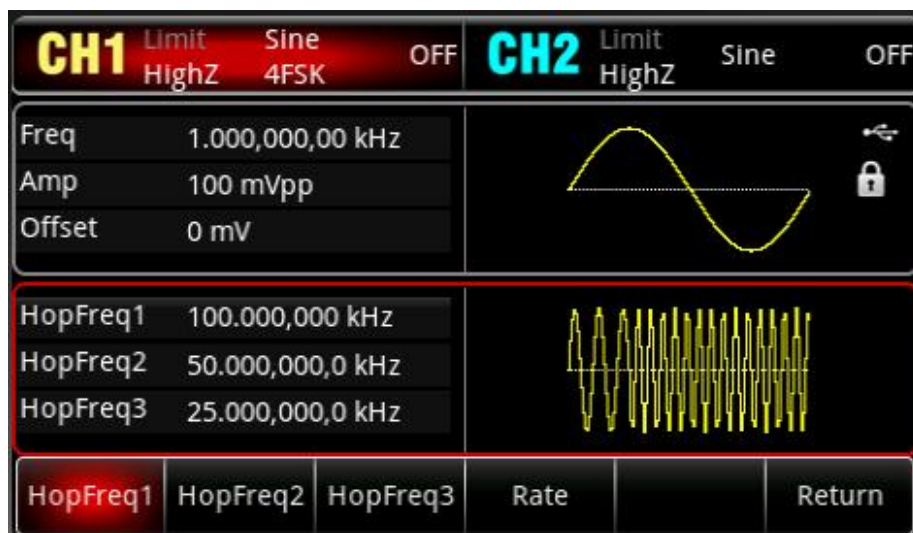 CH1 Limit Sine OFF CH2 Limit Sine OFF
HighZ 4FSK HighZ
Freq 1.000,000,00 kHz
Amp 100 mVpp
Offset 0 mV
HopFreq1 100.000,000 kHz
HopFreq2 50.000,000,0 kHz
HopFreq3 25.000,000,0 kHz
HopFreq1 HopFreq2 HopFreq3 Rate Return